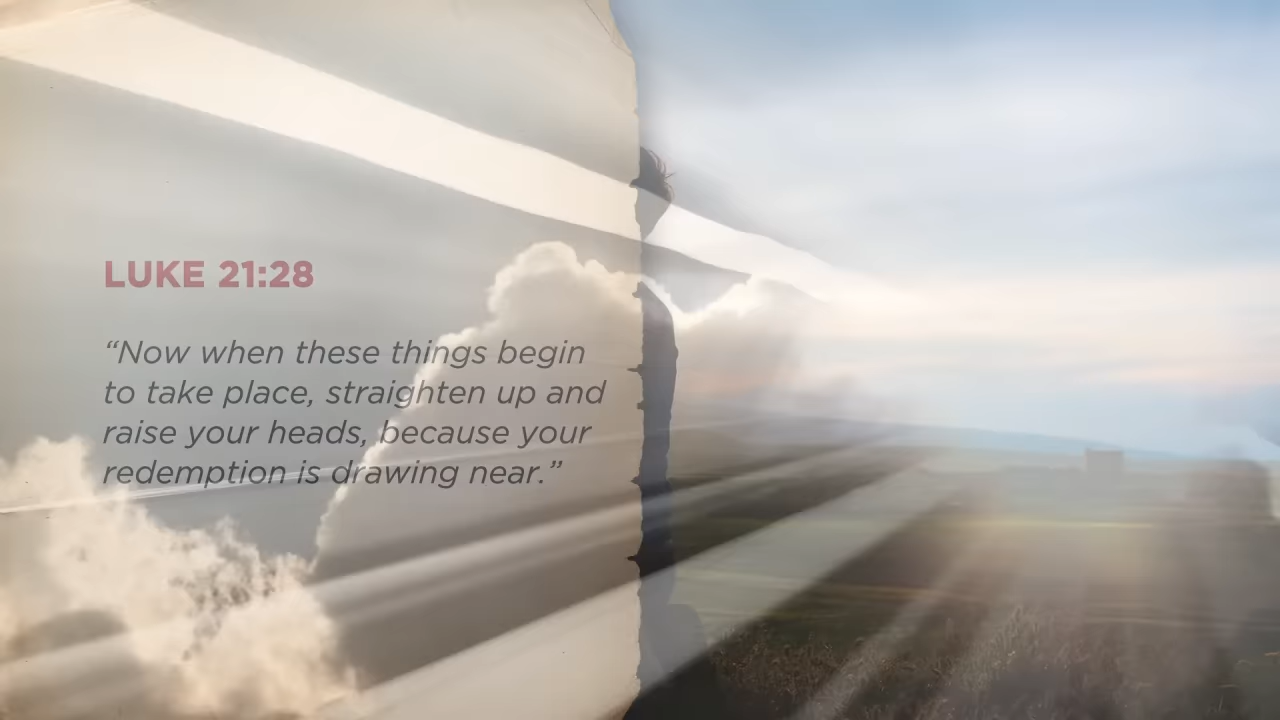 LUKE 21:28
“Now when these things begin
to take place, straighten up and
raise your heads, because your
redemption is drawing near.”